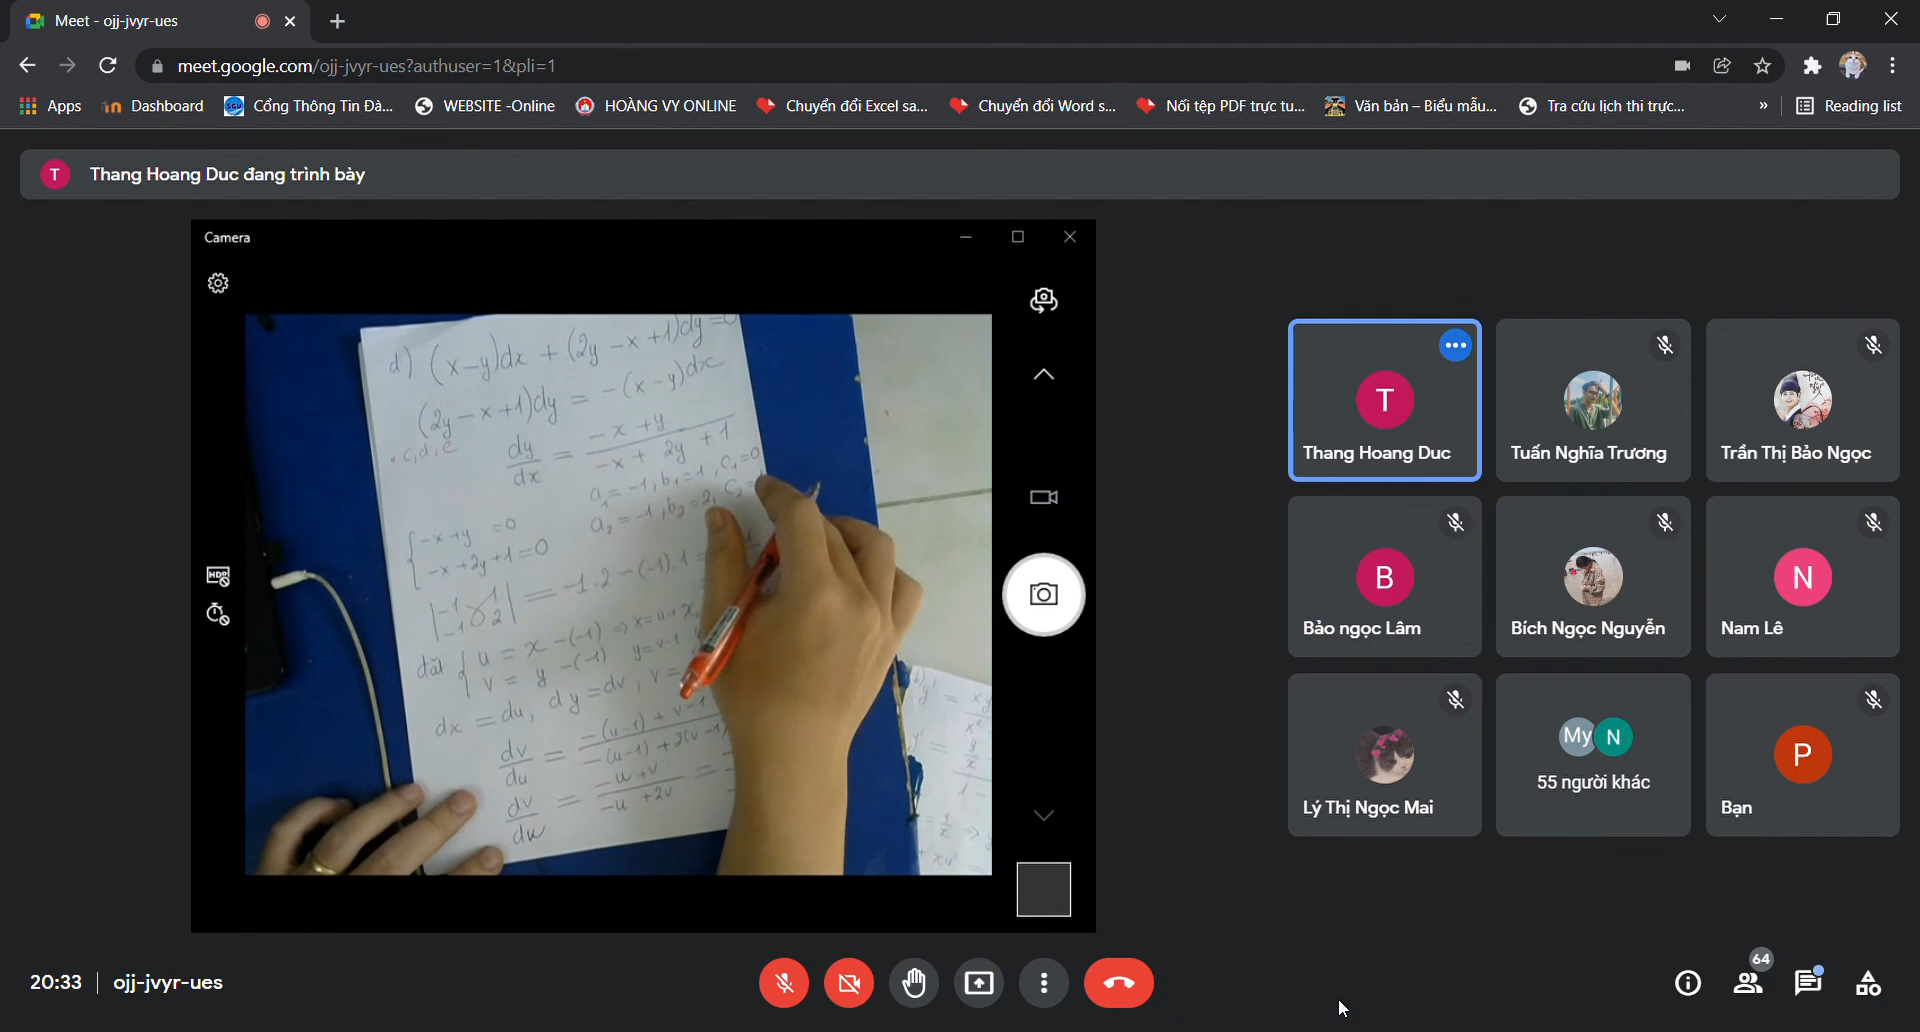 Meet - ojj-jvyr-ues
meet.google.com/ojj-jvyr-ues?authuser=1&pli=1
Apps
Dashboard
Cổng Thông Tin Đà...
WEBSITE -Online
HOÀNG VY ONLINE
Chuyển đổi Excel sa...
Chuyển đổi Word s...
Nối tệp PDF trực tu...
Văn bản – Biểu mẫu...
Tra cứu lịch thi trực...
»
Reading list
T
Thang Hoang Duc đang trình bày
Camera
HDR
d) (x-y)dx + (2y -x +1)dy =0
(2y -x+1)dy = -(x-y)dx
• c,d,e
dy/dx = (-x +y)/(-x + 2y +1)
a₁ = -1, b₁ = 1, c₁=0
a₂ = -1, b₂ = 2,
c₂ =
-x +y =0
-x +2y +1 =0
|-1 1|
|-1 2| = -1.2 -(-1).1 =
đặt { u = x -(-1) => x = u-1
v = y -(-1) y = v-1
dx = du, dy = dv, v =
dv/du = (-(u-1) + v-1)/(-(u-1) + 2(v-1)
dv/du = (-u +v)/(-u +2v) =
T
Thang Hoang Duc
Tuấn Nghĩa Trương
Trần Thị Bảo Ngọc
B
Bảo ngọc Lâm
Bích Ngọc Nguyễn
N
Nam Lê
Lý Thị Ngọc Mai
My
N
55 người khác
P
Bạn
20:33
ojj-jvyr-ues
64